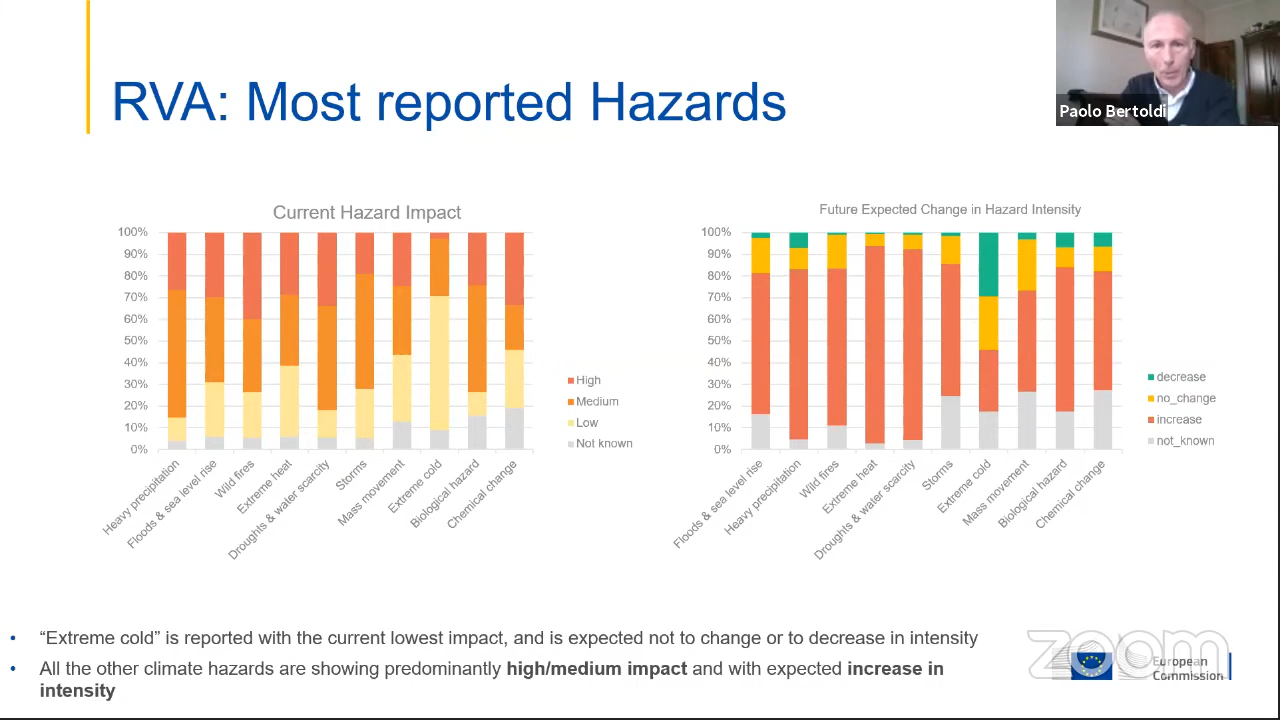 RVA: Most reported Hazards
Paolo Bertoldi
Current Hazard Impact
100%
90%
80%
70%
60%
50%
40%
30%
20%
10%
0%
Heavy precipitation
Floods & sea level rise
Wild fires
Extreme heat
Droughts & water scarcity
Storms
Mass movement
Extreme cold
Biological hazard
Chemical change
High
Medium
Low
Not known
Future Expected Change in Hazard Intensity
100%
90%
80%
70%
60%
50%
40%
30%
20%
10%
0%
Floods & sea level rise
Heavy precipitation
Wild fires
Extreme heat
Droughts & water scarcity
Storms
Extreme cold
Mass movement
Biological hazard
Chemical change
decrease
no_change
increase
not_known
• “Extreme cold” is reported with the current lowest impact, and is expected not to change or to decrease in intensity
• All the other climate hazards are showing predominantly high/medium impact and with expected increase in
intensity
zoom
European
Commission